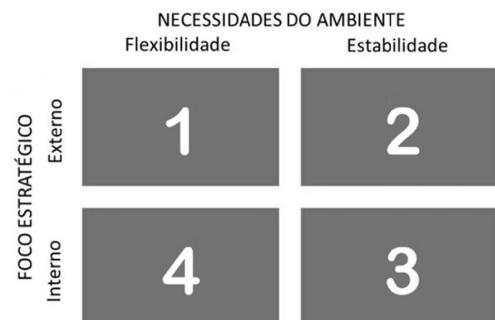 NECESSIDADES DO AMBIENTE
Flexibilidade Estabilidade
FOCO ESTRATÉGICO
Externo
1 2
Interno
4 3